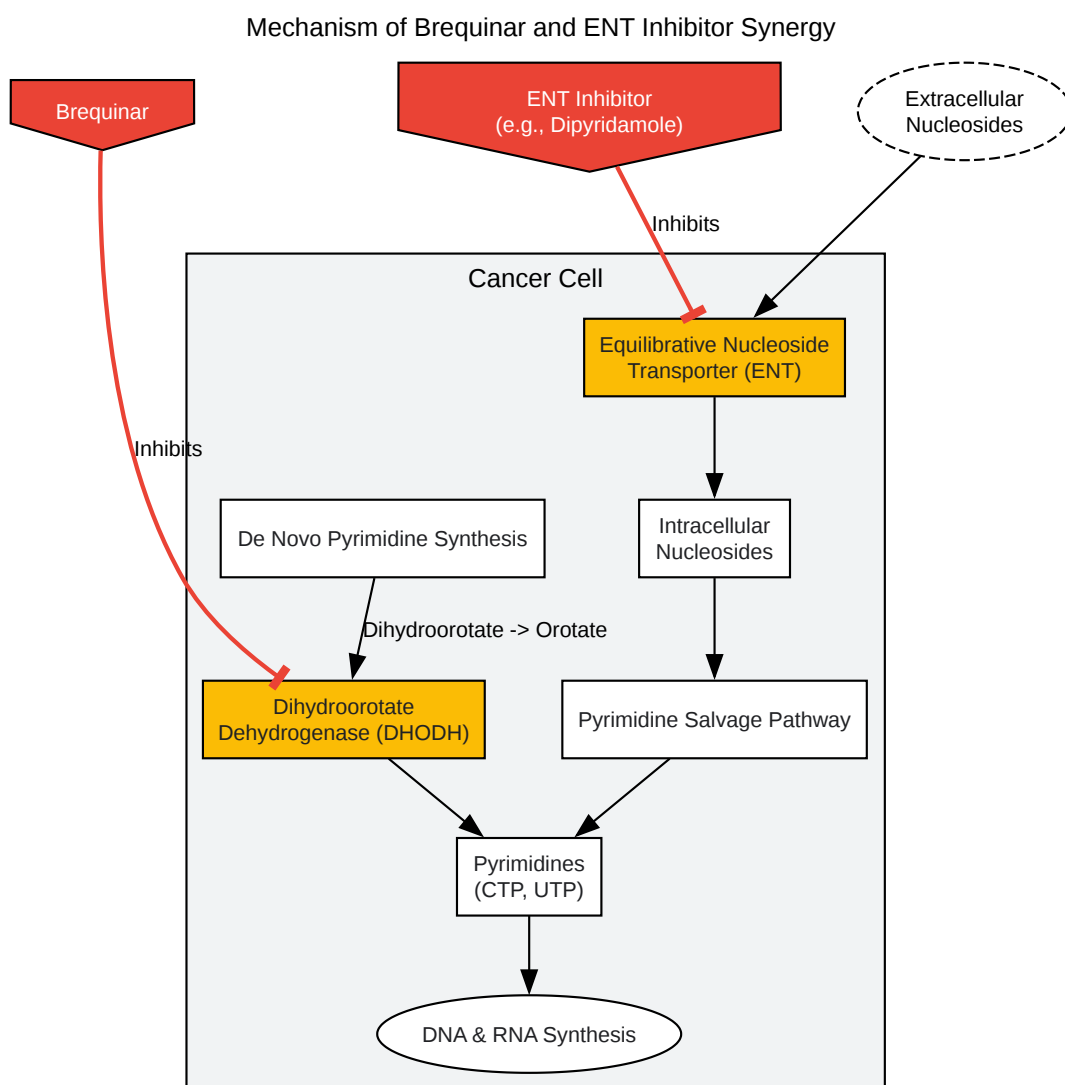 Mechanism of Brequinar and ENT Inhibitor Synergy
Brequinar
ENT Inhibitor
(e.g., Dipyridamole)
Extracellular
Nucleosides
Inhibits
Cancer Cell
Equilibrative Nucleoside
Transporter (ENT)
Inhibits
De Novo Pyrimidine Synthesis
Intracellular
Nucleosides
Dihydroorotate -> Orotate
Dihydroorotate
Dehydrogenase (DHODH)
Pyrimidine Salvage Pathway
Pyrimidines
(CTP, UTP)
DNA & RNA Synthesis